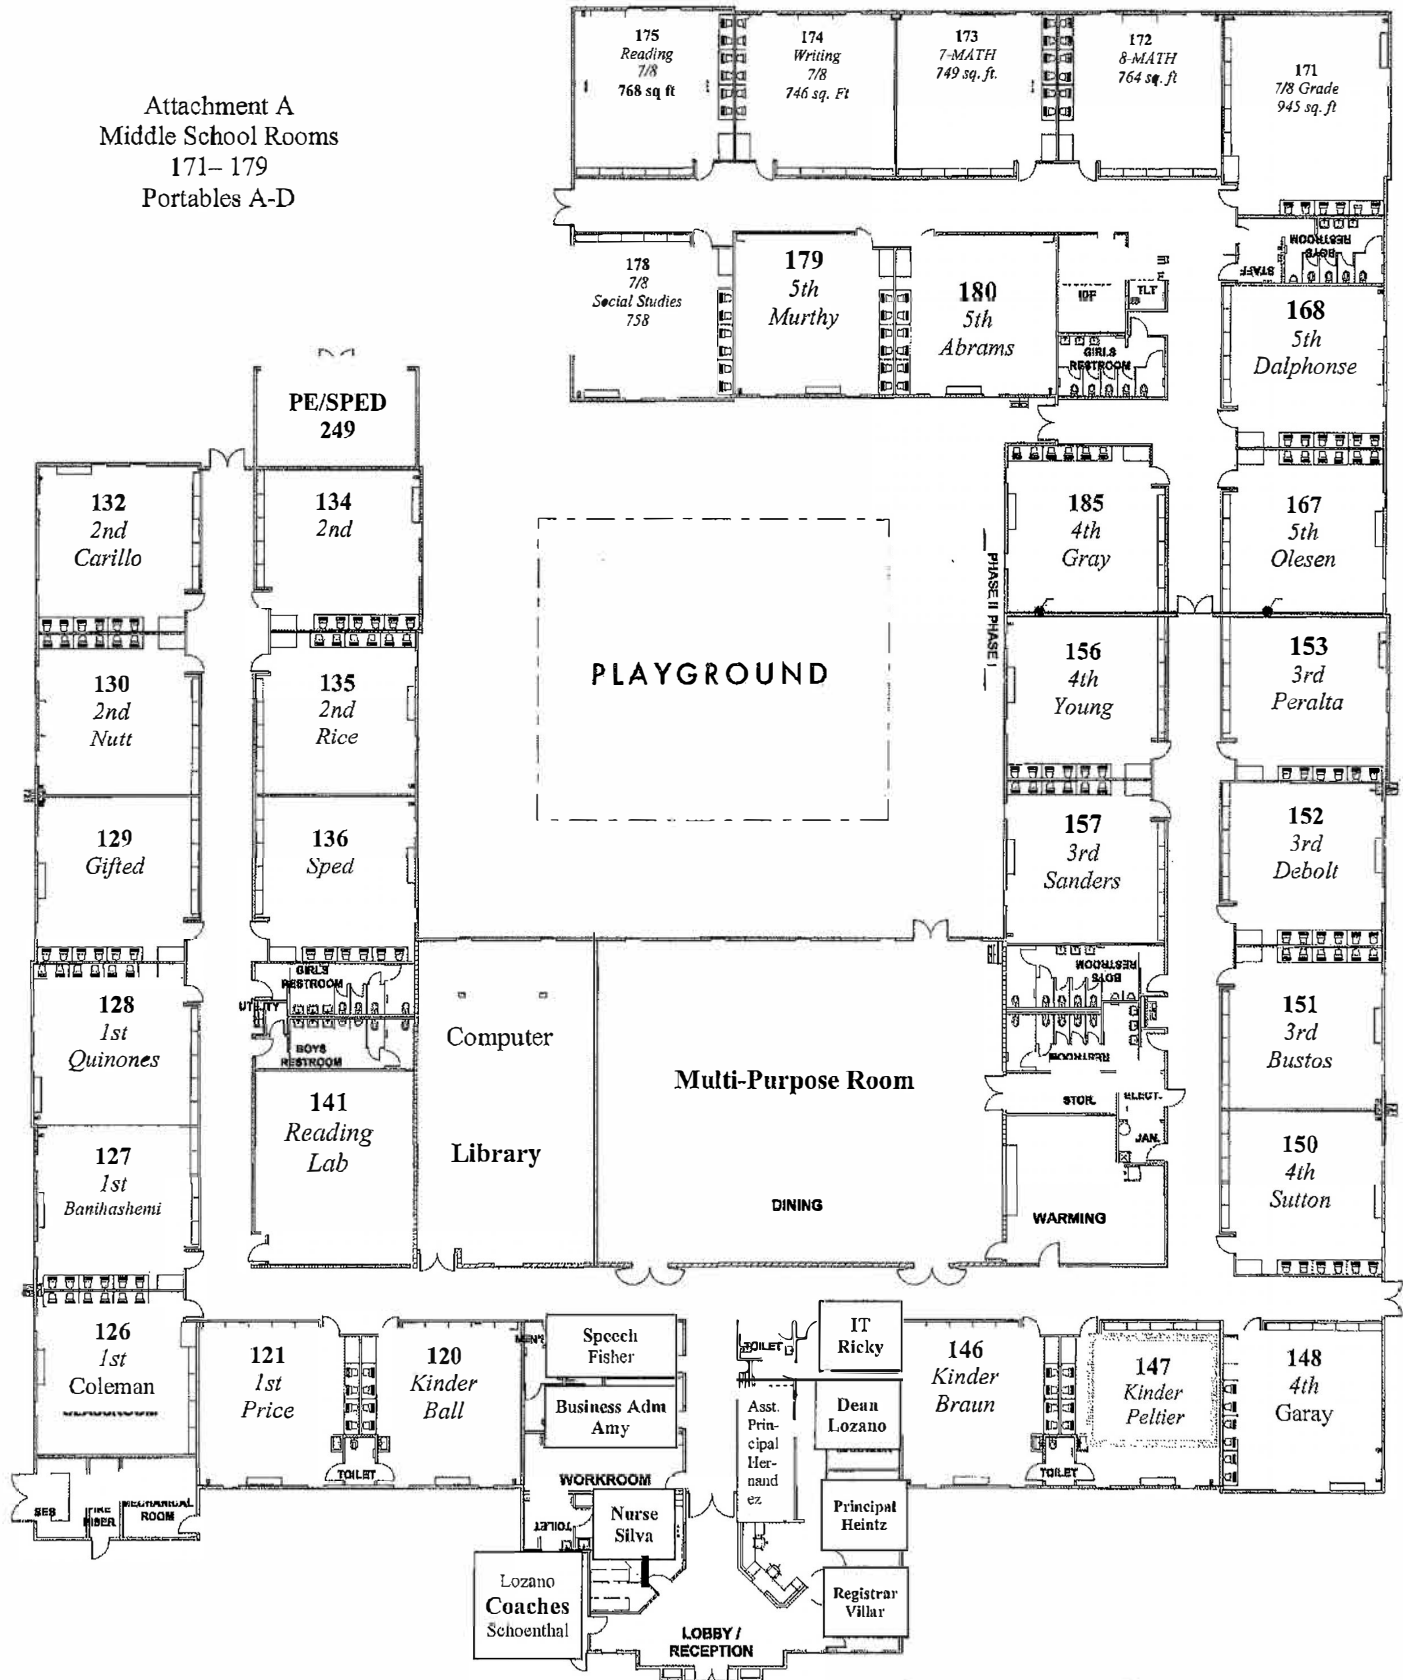 Attachment A
Middle School Rooms
171– 179
Portables A-D
175
Reading
7/8
768 sq ft
174
Writing
7/8
746 sq. Ft
173
7-MATH
749 sq. ft.
172
8-MATH
764 sq. ft
171
7/8 Grade
945 sq. ft
BOYS
RESTROOM
STAFF
178
7/8
Social Studies
758
179
5th
Murthy
180
5th
Abrams
IDF
TLT
GIRLS
RESTROOM
168
5th
Dalphonse
PE/SPED
249
132
2nd
Carillo
134
2nd
185
4th
Gray
167
5th
Olesen
PHASE II
PHASE I
PLAYGROUND
130
2nd
Nutt
135
2nd
Rice
156
4th
Young
153
3rd
Peralta
129
Gifted
136
Sped
157
3rd
Sanders
152
3rd
Debolt
GIRLS
RESTROOM
UTILITY
BOYS
RESTROOM
BOYS
RESTROOM
RESTROOM
128
1st
Quinones
Computer
Library
Multi-Purpose Room
DINING
151
3rd
Bustos
STOR.
ELECT.
JAN.
141
Reading
Lab
127
1st
Banihashemi
WARMING
150
4th
Sutton
126
1st
Coleman
CLASSROOM
121
1st
Price
120
Kinder
Ball
MEN'S
Speech
Fisher
TOILET
IT
Ricky
146
Kinder
Braun
147
Kinder
Peltier
148
4th
Garay
Business Adm
Amy
Asst.
Prin-
cipal
Her-
nand
ez
Dean
Lozano
TOILET
WORKROOM
TOILET
SES
FIRE
RISER
MECHANICAL
ROOM
TOILET
Nurse
Silva
Principal
Heintz
Lozano
Coaches
Schoenthal
Registrar
Villar
LOBBY /
RECEPTION